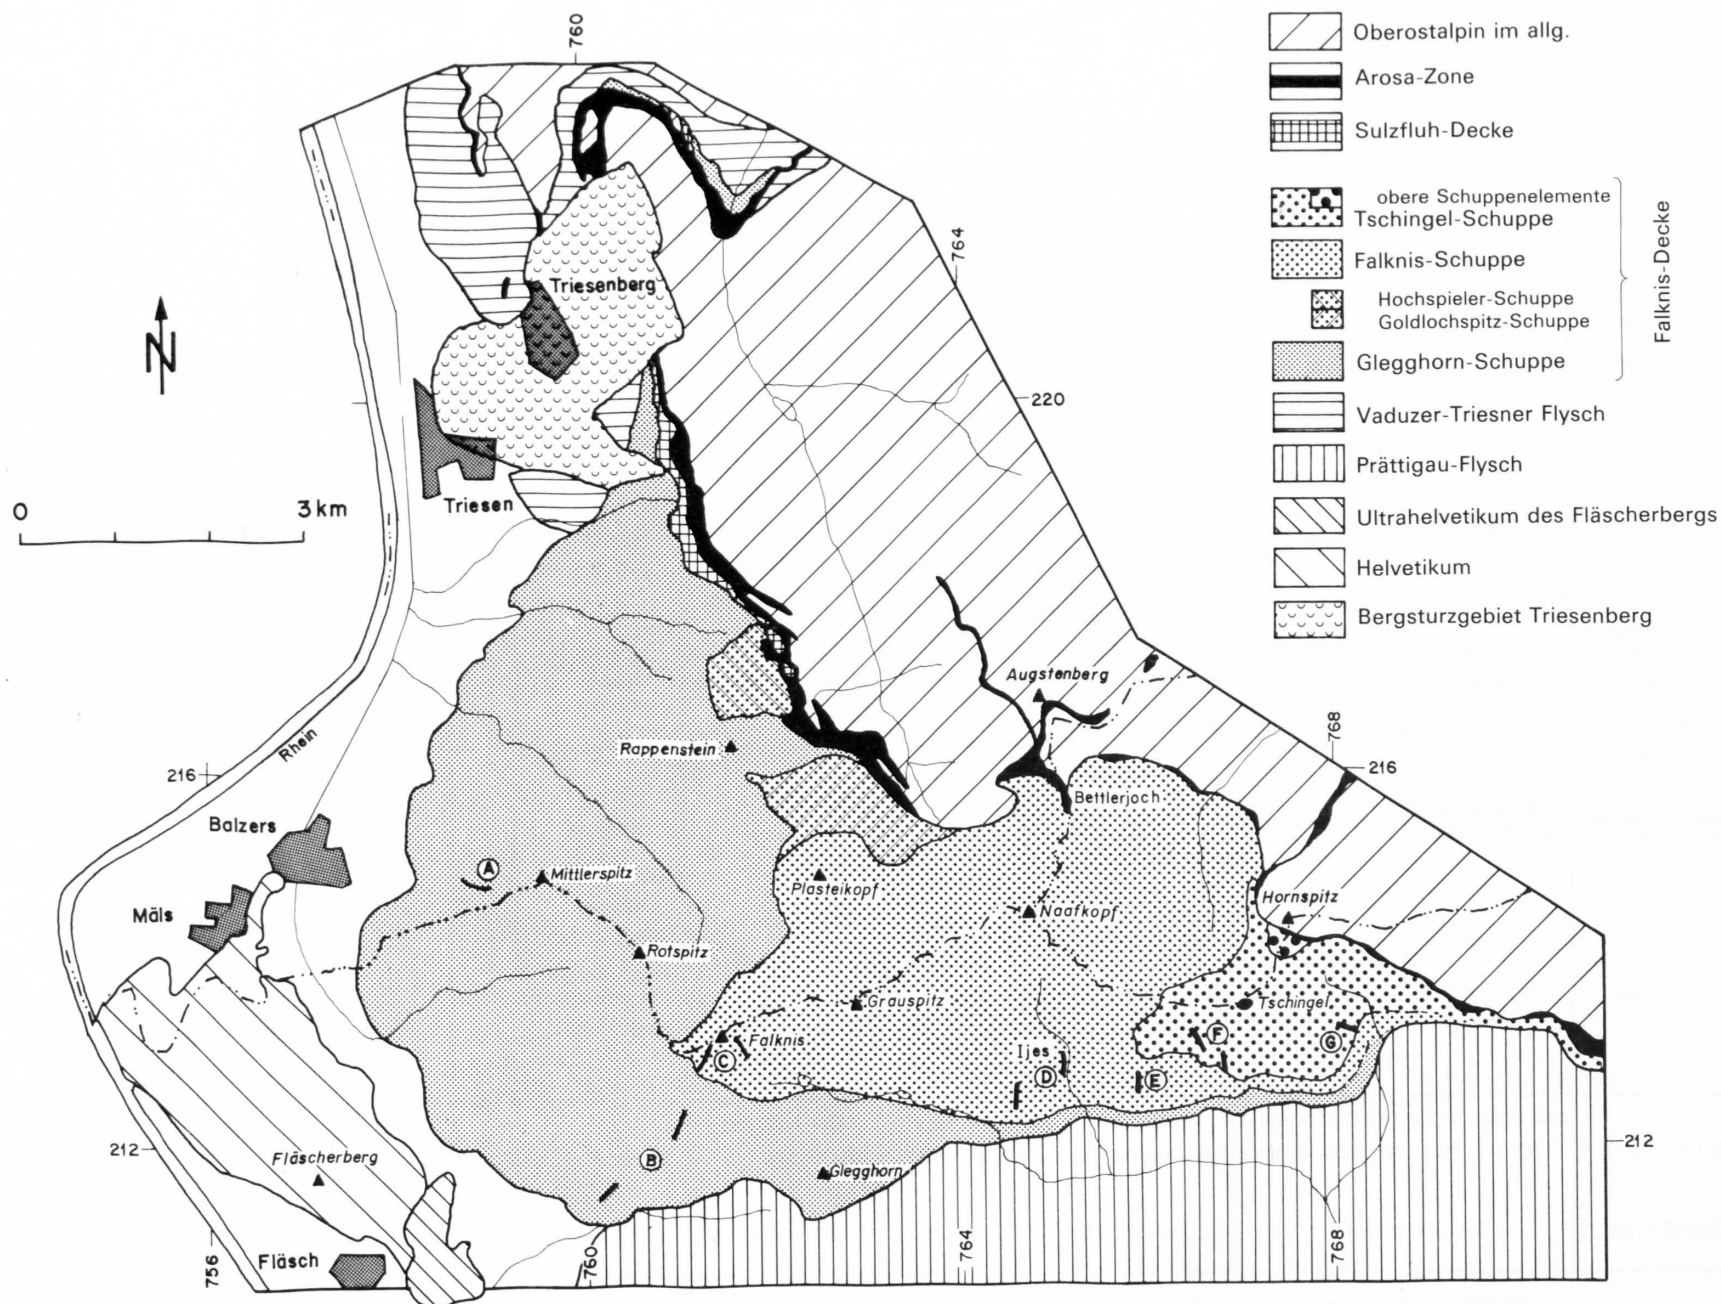 760
Oberostalpin im allg.
Arosa-Zone
Sulzfluh-Decke
obere Schuppenelemente
Tschingel-Schuppe
Falknis-Schuppe
Hochspieler-Schuppe
Goldlochspitz-Schuppe
Glegghorn-Schuppe
Falknis-Decke
Vaduzer-Triesner Flysch
Prättigau-Flysch
Ultrahelvetikum des Fläscherbergs
Helvetikum
Bergsturzgebiet Triesenberg
764
N
Triesenberg
220
Triesen
0 3 km
Augstenberg
Rhein
Rappenstein
768
216
216
Bettlerjoch
Balzers
A
Mittlerspitz
Plasteikopf
Mäls
Naafkopf
Hornspitz
Rotspitz
Grauspitz
Tschingel
Falknis
C
Ijes
D
E
F
G
212
212
Fläscherberg
B
Glegghorn
Fläsch
756
760
764
768